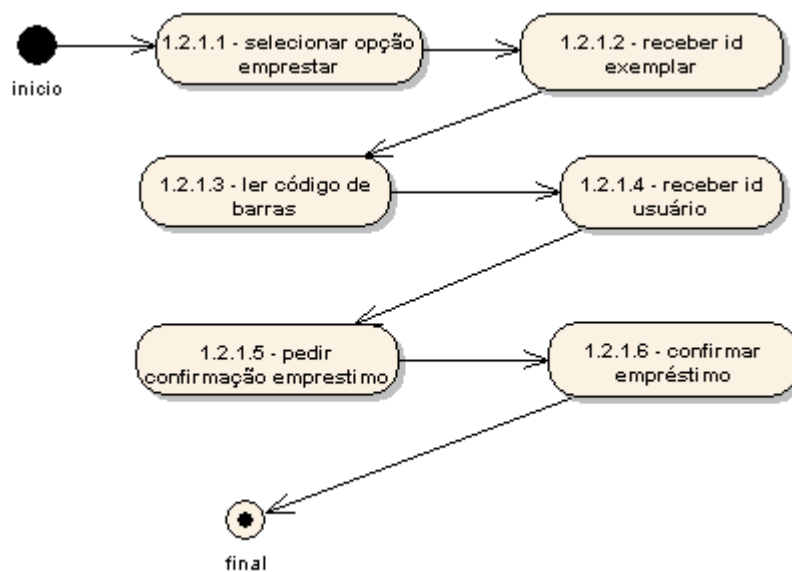 1.2.1.1 - selecionar opção
emprestar
1.2.1.2 - receber id
exemplar
inicio
1.2.1.3 - ler código de
barras
1.2.1.4 - receber id
usuário
1.2.1.5 - pedir
confirmação emprestimo
1.2.1.6 - confirmar
empréstimo
final